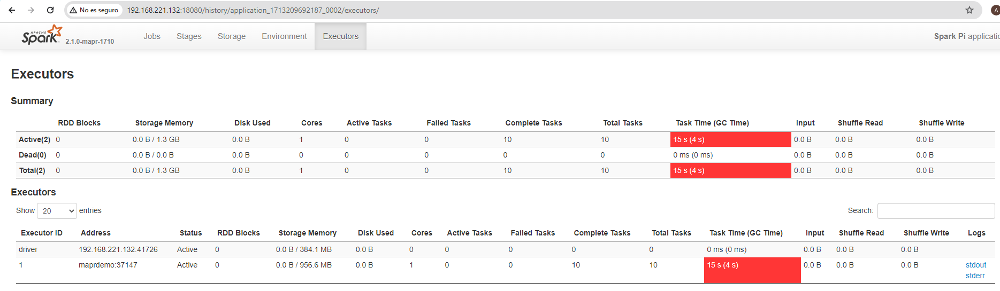 No es seguro 192.168.221.132:18080/history/application_1713209692187_0002/executors/ A
APACHE Spark 2.1.0-mapr-1710 Jobs Stages Storage Environment Executors Spark Pi applicatio
Executors
Summary
RDD Blocks Storage Memory Disk Used Cores Active Tasks Failed Tasks Complete Tasks Total Tasks Task Time (GC Time) Input Shuffle Read Shuffle Write
Active(2) 0 0.0 B / 1.3 GB 0.0 B 1 0 0 10 10 15 s (4 s) 0.0 B 0.0 B 0.0 B
Dead(0) 0 0.0 B / 0.0 B 0.0 B 0 0 0 0 0 0 ms (0 ms) 0.0 B 0.0 B 0.0 B
Total(2) 0 0.0 B / 1.3 GB 0.0 B 1 0 0 10 10 15 s (4 s) 0.0 B 0.0 B 0.0 B
Executors
Show 20 entries Search:
Executor ID Address Status RDD Blocks Storage Memory Disk Used Cores Active Tasks Failed Tasks Complete Tasks Total Tasks Task Time (GC Time) Input Shuffle Read Shuffle Write Logs
driver 192.168.221.132:41726 Active 0 0.0 B / 384.1 MB 0.0 B 0 0 0 0 0 0 ms (0 ms) 0.0 B 0.0 B 0.0 B
1 maprdemo:37147 Active 0 0.0 B / 956.6 MB 0.0 B 1 0 0 10 10 15 s (4 s) 0.0 B 0.0 B 0.0 B stdout
stderr